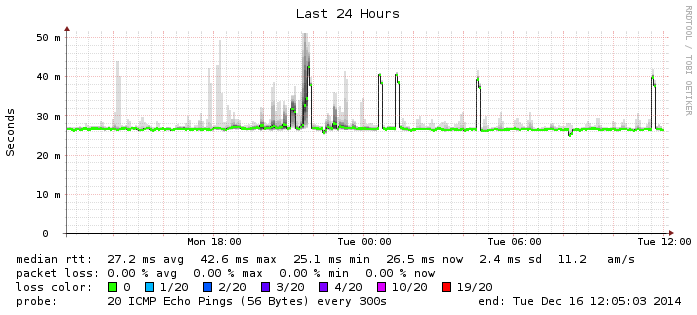 Last 24 Hours
RRDTOOL / TOBI OETIKER
Seconds
50 m
40 m
30 m
20 m
10 m
0
Mon 18:00 Tue 00:00 Tue 06:00 Tue 12:00
median rtt: 27.2 ms avg 42.6 ms max 25.1 ms min 26.5 ms now 2.4 ms sd 11.2 am/s
packet loss: 0.00 % avg 0.00 % max 0.00 % min 0.00 % now
loss color: 0 1/20 2/20 3/20 4/20 10/20 19/20
probe: 20 ICMP Echo Pings (56 Bytes) every 300s end: Tue Dec 16 12:05:03 2014